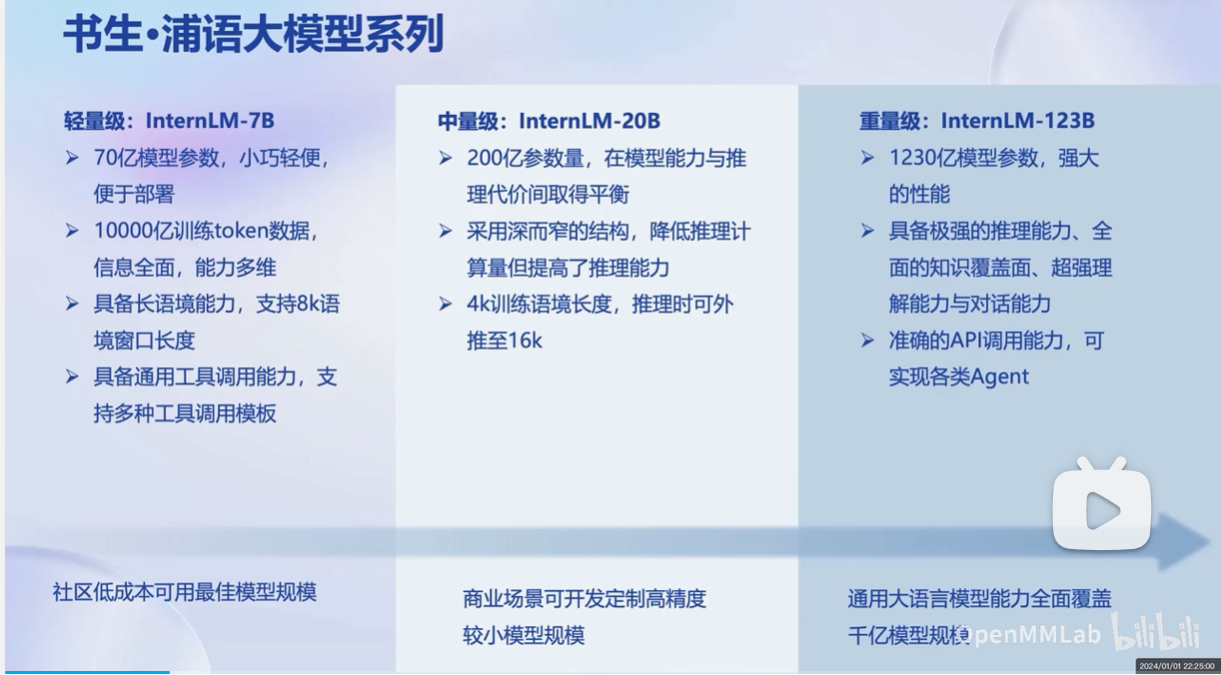 书生•浦语大模型系列
轻量级：InternLM-7B
➢ 70亿模型参数，小巧轻便，
便于部署
➢ 10000亿训练token数据，
信息全面，能力多维
➢ 具备长语境能力，支持8k语
境窗口长度
➢ 具备通用工具调用能力，支
持多种工具调用模板
社区低成本可用最佳模型规模
中量级：InternLM-20B
➢ 200亿参数量，在模型能力与推
理代价间取得平衡
➢ 采用深而窄的结构，降低推理计
算量但提高了推理能力
➢ 4k训练语境长度，推理时可外
推至16k
商业场景可开发定制高精度
较小模型规模
重量级：InternLM-123B
➢ 1230亿模型参数，强大
的性能
➢ 具备极强的推理能力、全
面的知识覆盖面、超强理
解能力与对话能力
➢ 准确的API调用能力，可
实现各类Agent
通用大语言模型能力全面覆盖
千亿模型规模
OpenMMLab bilibili
2024/01/01 22:25:00